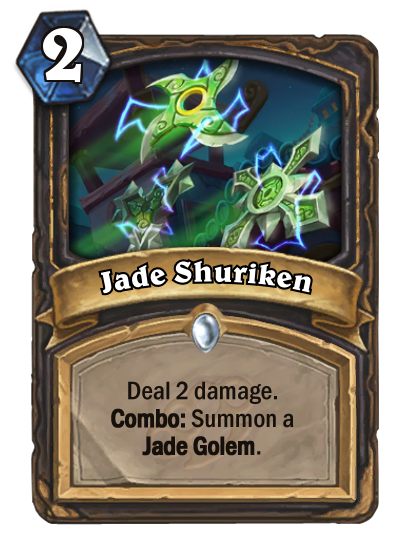 2
Jade Shuriken
Deal 2 damage.
Combo: Summon a
Jade Golem.